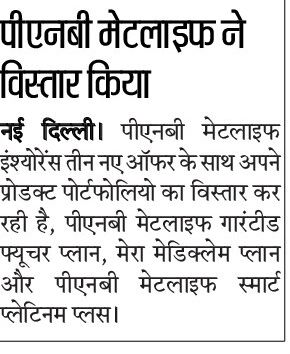 पीएनबी मेटलाइफ ने
विस्तार किया
नई दिल्ली। पीएनबी मेटलाइफ
इंश्योरेंस तीन नए ऑफर के साथ अपने
प्रोडक्ट पोर्टफोलियो का विस्तार कर
रही है, पीएनबी मेटलाइफ गारंटीड
फ्यूचर प्लान, मेरा मेडिक्लेम प्लान
और पीएनबी मेटलाइफ स्मार्ट
प्लेटिनम प्लस।